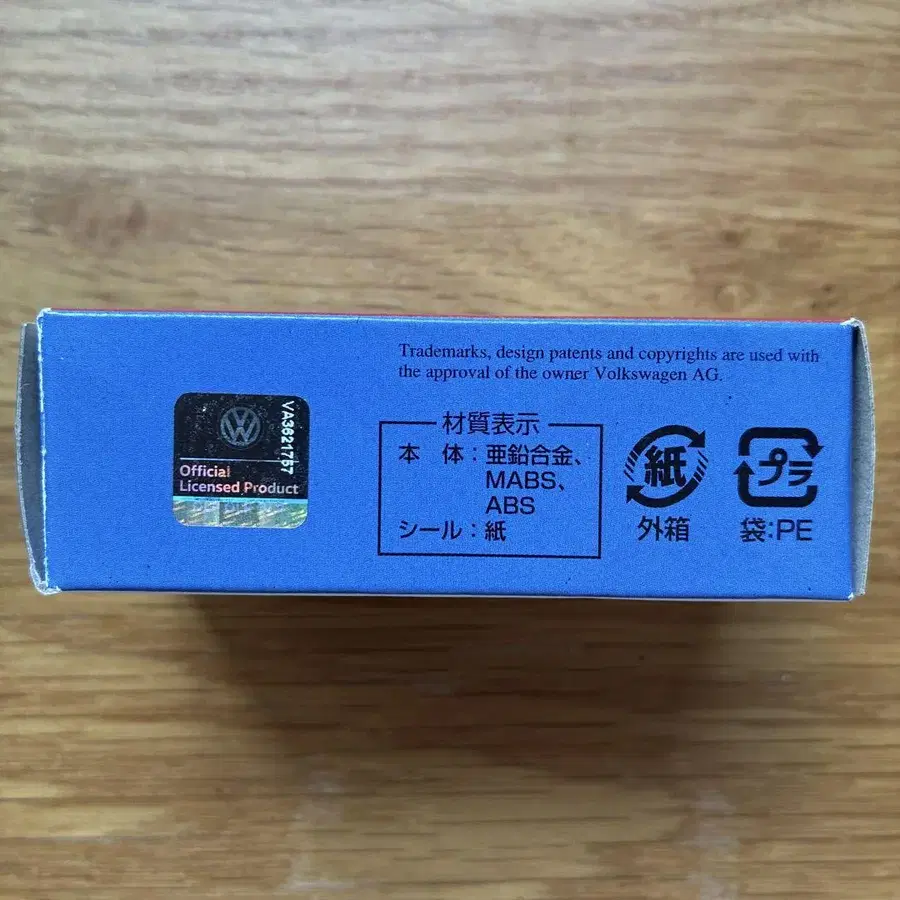 Trademarks, design patents and copyrights are used with
the approval of the owner Volkswagen AG.
VA3621757
Official
Licensed Product
材質表示
本 体：亜鉛合金、
MABS、
ABS
シール：紙
紙
外箱
プラ
袋：PE